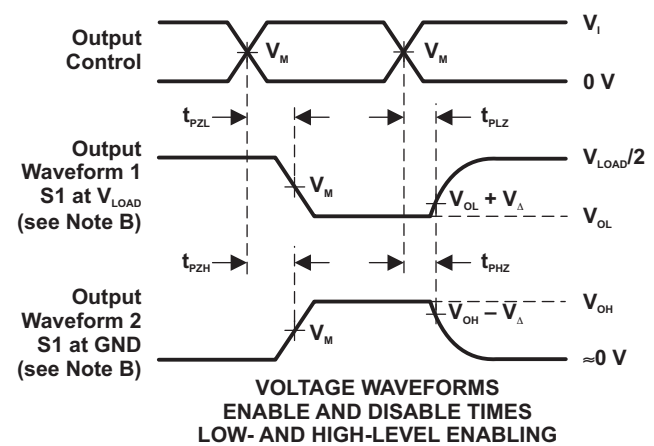 Output
Control
V_M
V_M
V_I
0 V
t_PZL
t_PLZ
Output
Waveform 1
S1 at V_LOAD
(see Note B)
V_M
V_OL + V_Δ
V_LOAD/2
V_OL
t_PZH
t_PHZ
Output
Waveform 2
S1 at GND
(see Note B)
V_M
V_OH − V_Δ
V_OH
≈0 V
VOLTAGE WAVEFORMS
ENABLE AND DISABLE TIMES
LOW- AND HIGH-LEVEL ENABLING